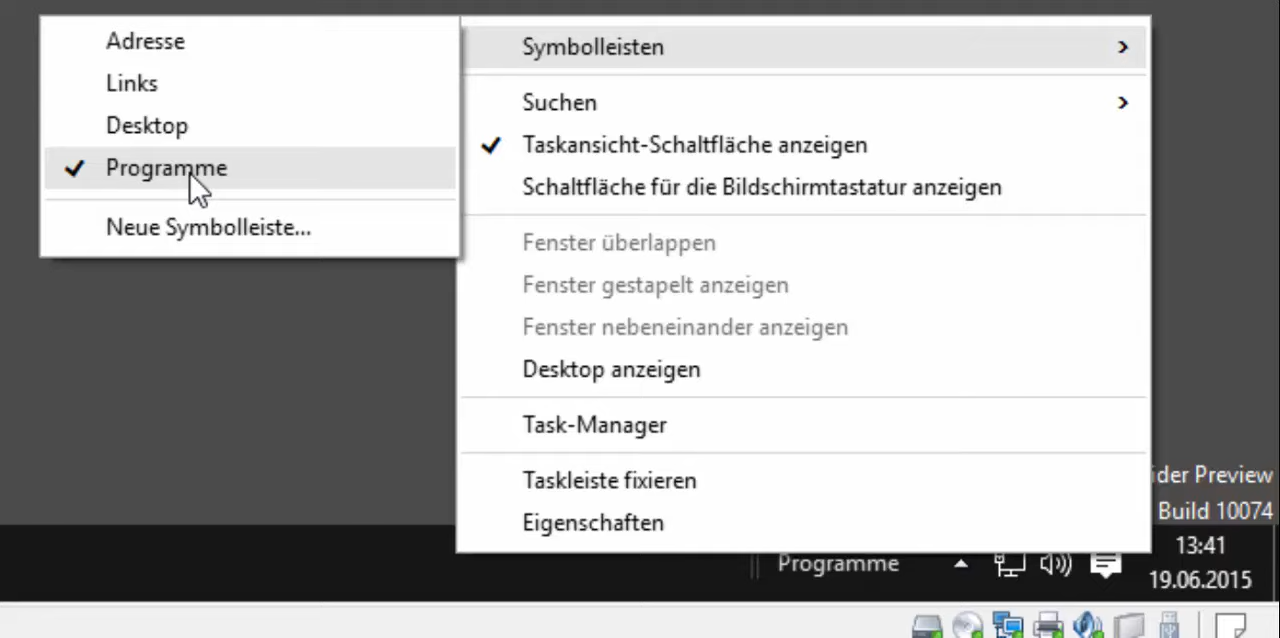 Adresse
Links
Desktop
Programme
Neue Symbolleiste...
Symbolleisten
Suchen
Taskansicht-Schaltfläche anzeigen
Schaltfläche für die Bildschirmtastatur anzeigen
Fenster überlappen
Fenster gestapelt anzeigen
Fenster nebeneinander anzeigen
Desktop anzeigen
Task-Manager
Taskleiste fixieren
Eigenschaften
ider Preview
Build 10074
Programme
13:41
19.06.2015